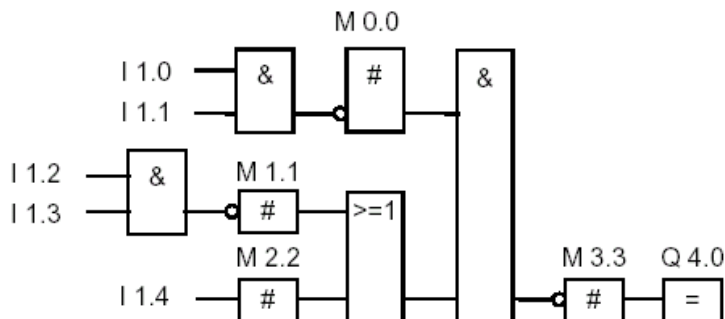 M 0.0
I 1.0 & # &
I 1.1
I 1.2 & M 1.1
I 1.3 # >=1
M 2.2 M 3.3 Q 4.0
I 1.4 # # =